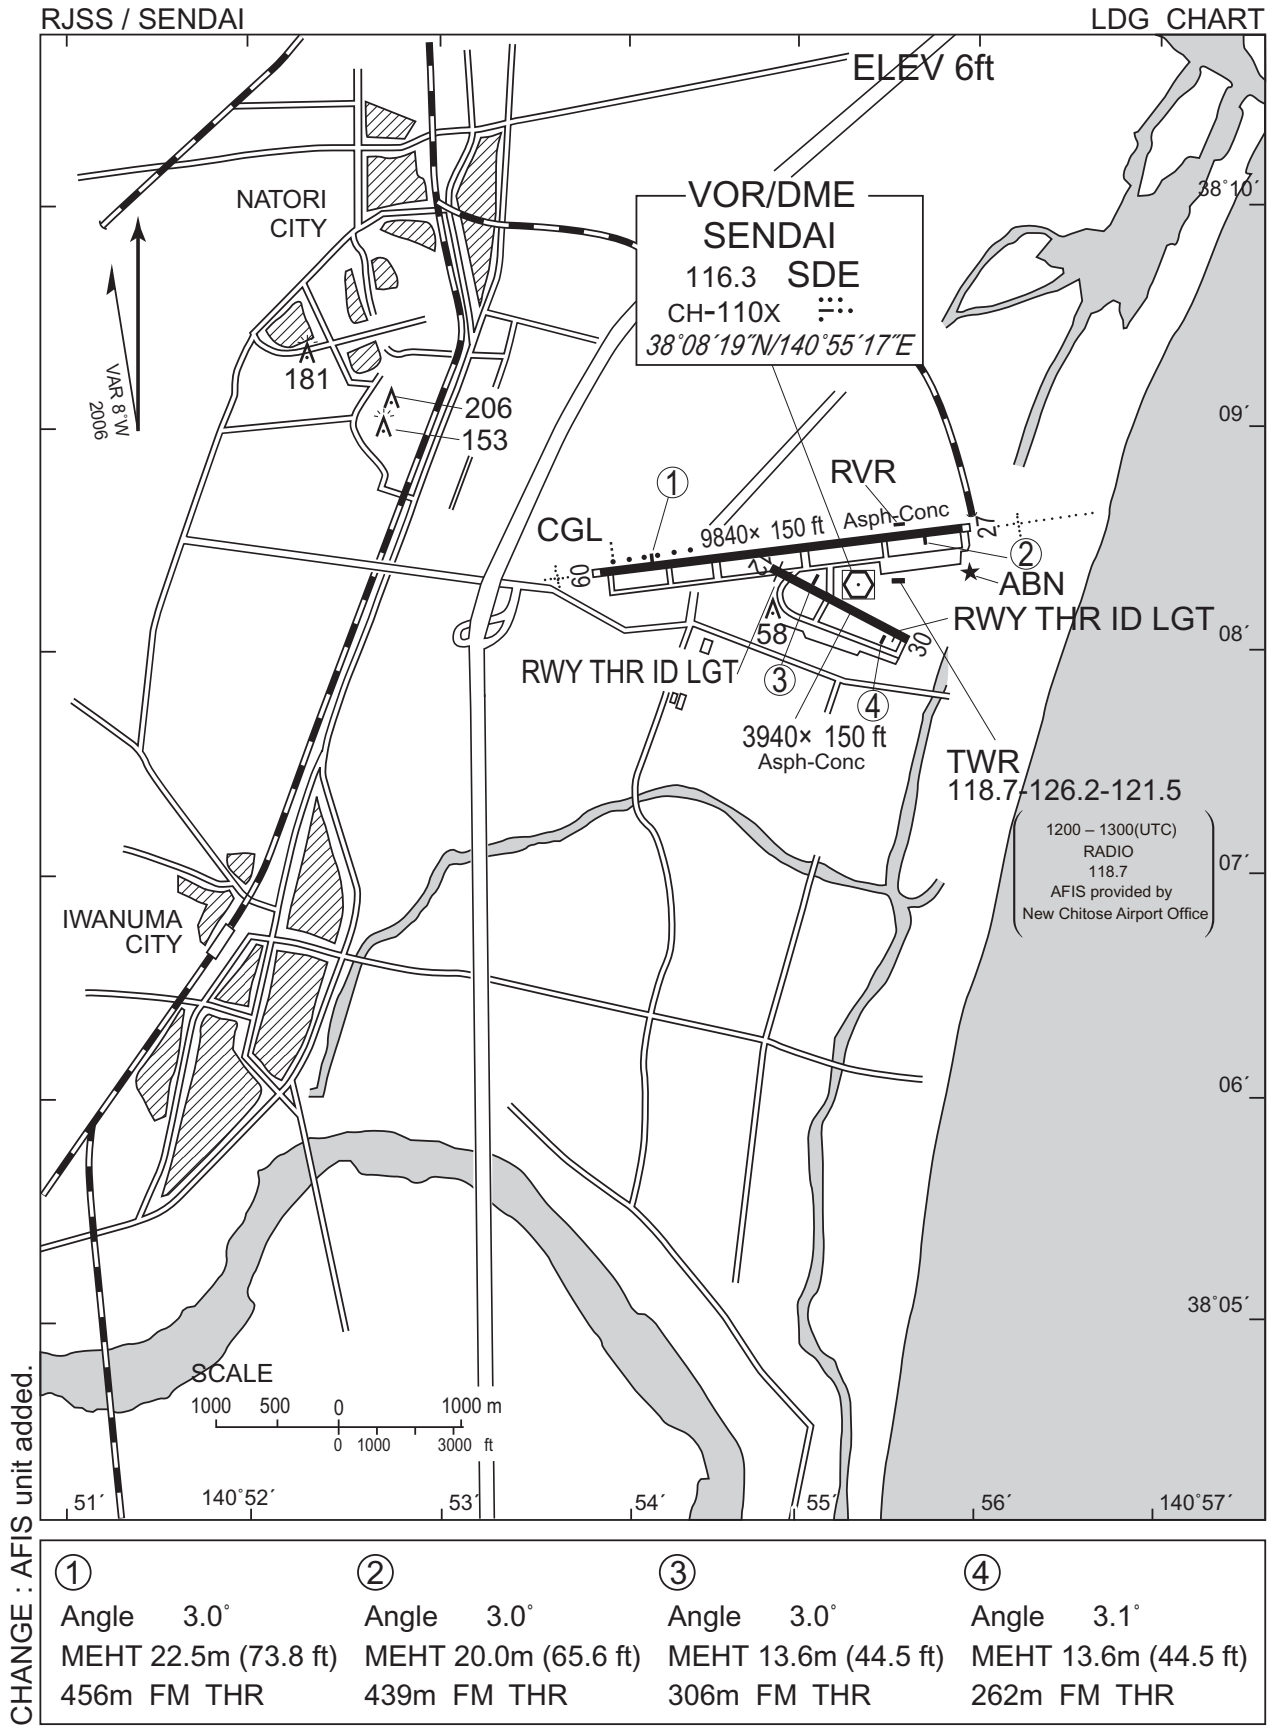 RJSS / SENDAI
LDG CHART
ELEV 6ft
NATORI
CITY
VOR/DME
SENDAI
116.3 SDE
CH-110X
38°08´19˝N/140°55´17˝E
38°10´
VAR 8°W
2006
181
206
153
09´
RVR
①
CGL
9840× 150 ft
Asph-Conc
27
②
09
12
ABN
RWY THR ID LGT
58
30
08´
RWY THR ID LGT
③
④
3940× 150 ft
Asph-Conc
TWR
118.7-126.2-121.5
1200 – 1300(UTC)
RADIO
118.7
AFIS provided by
New Chitose Airport Office
07´
IWANUMA
CITY
06´
38°05´
SCALE
1000 500 0 1000 m
0 1000 3000 ft
51´
140°52´
53´
54´
55´
56´
140°57´
CHANGE : AFIS unit added.
①
Angle 3.0°
MEHT 22.5m (73.8 ft)
456m FM THR
②
Angle 3.0°
MEHT 20.0m (65.6 ft)
439m FM THR
③
Angle 3.0°
MEHT 13.6m (44.5 ft)
306m FM THR
④
Angle 3.1°
MEHT 13.6m (44.5 ft)
262m FM THR